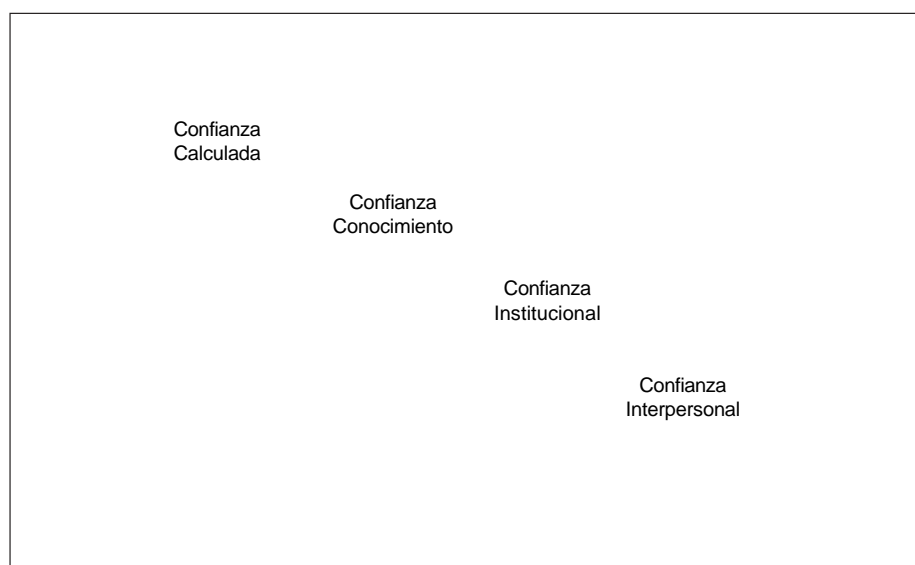 Confianza
Calculada
Confianza
Conocimiento
Confianza
Institucional
Confianza
Interpersonal